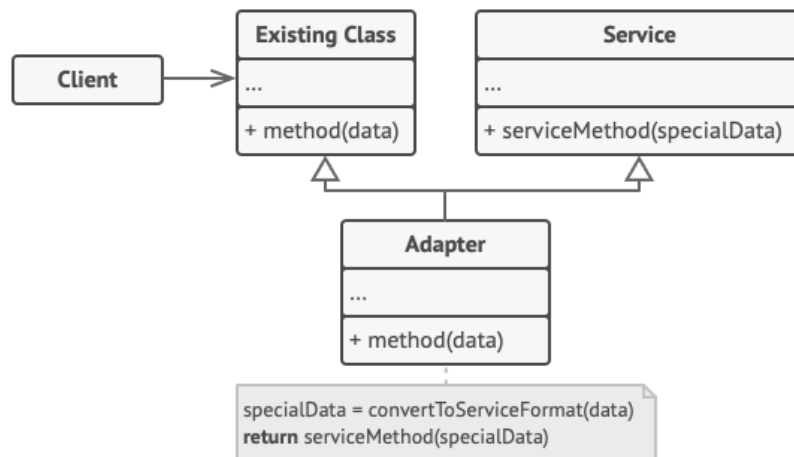 Client
Existing Class
...
+ method(data)
Service
...
+ serviceMethod(specialData)
Adapter
...
+ method(data)
specialData = convertToServiceFormat(data)
return serviceMethod(specialData)